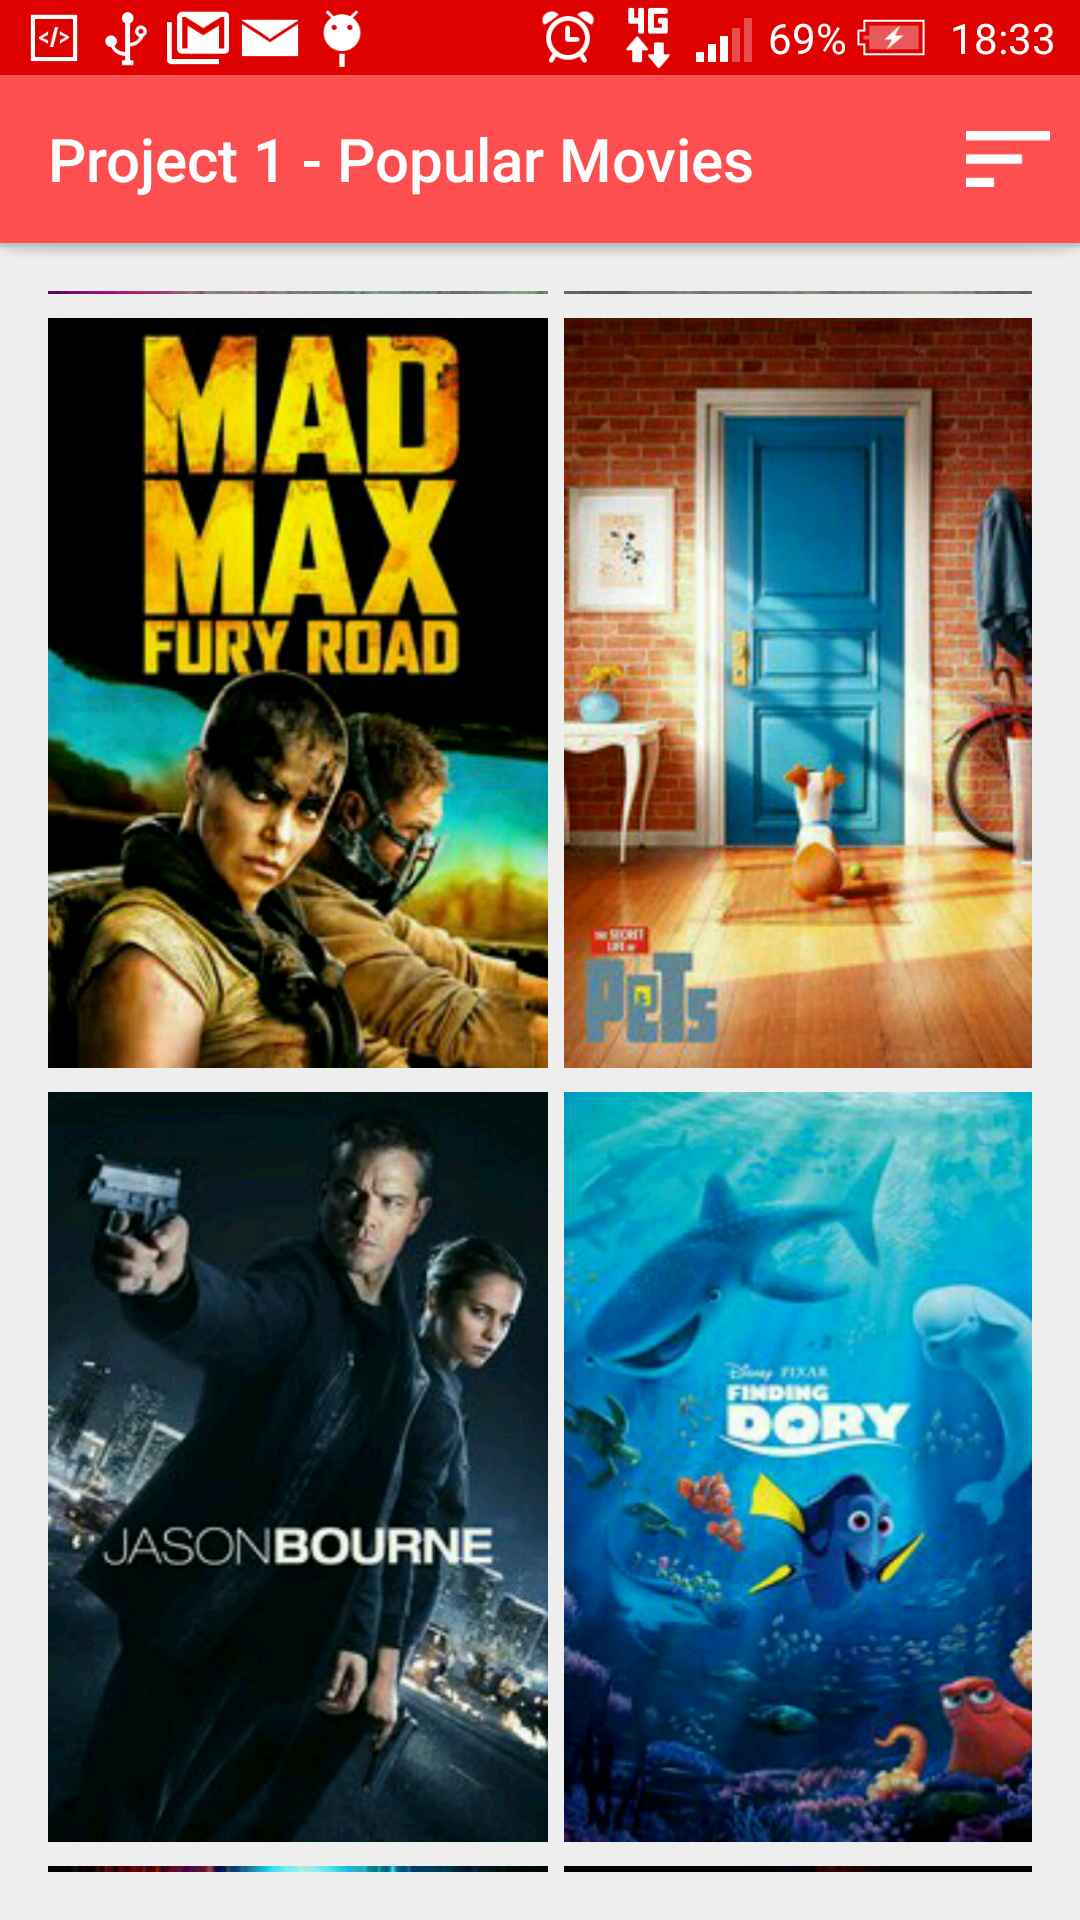 4G 69% 18:33
Project 1 - Popular Movies
MAD
MAX
FURY ROAD
THE SECRET
LIFE OF
PETS
JASONBOURNE
Disney PIXAR
FINDING
DORY